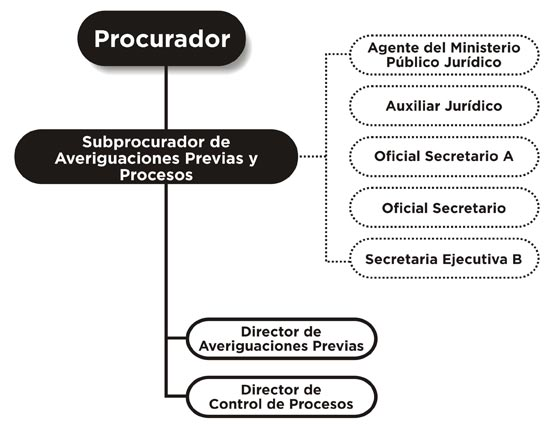 Procurador
Subprocurador de
Averiguaciones Previas y
Procesos
Agente del Ministerio
Público Jurídico
Auxiliar Jurídico
Oficial Secretario A
Oficial Secretario
Secretaria Ejecutiva B
Director de
Averiguaciones Previas
Director de
Control de Procesos